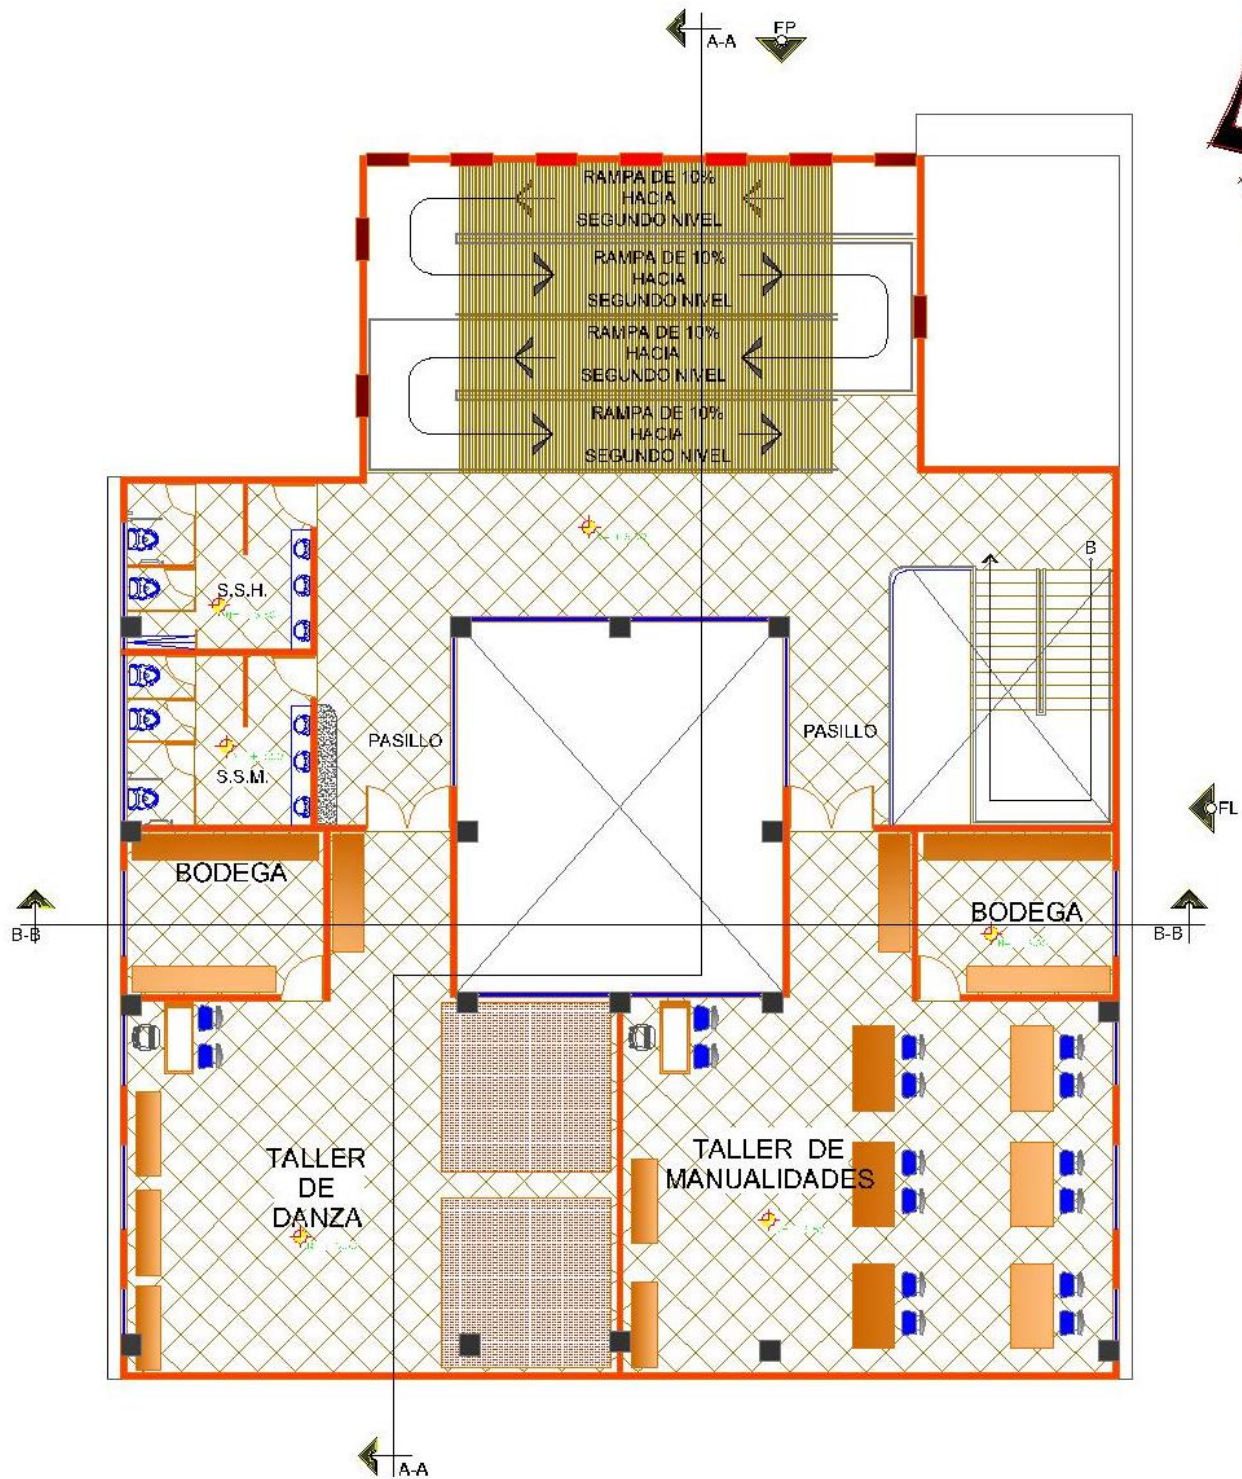 A-A
FP
RAMPA DE 10%
HACIA
SEGUNDO NIVEL
RAMPA DE 10%
HACIA
SEGUNDO NIVEL
RAMPA DE 10%
HACIA
SEGUNDO NIVEL
RAMPA DE 10%
HACIA
SEGUNDO NIVEL
B
S.S.H.
PASILLO
PASILLO
S.S.M.
FL
BODEGA
BODEGA
B-B
B-B
TALLER
DE
DANZA
TALLER DE
MANUALIDADES
A-A